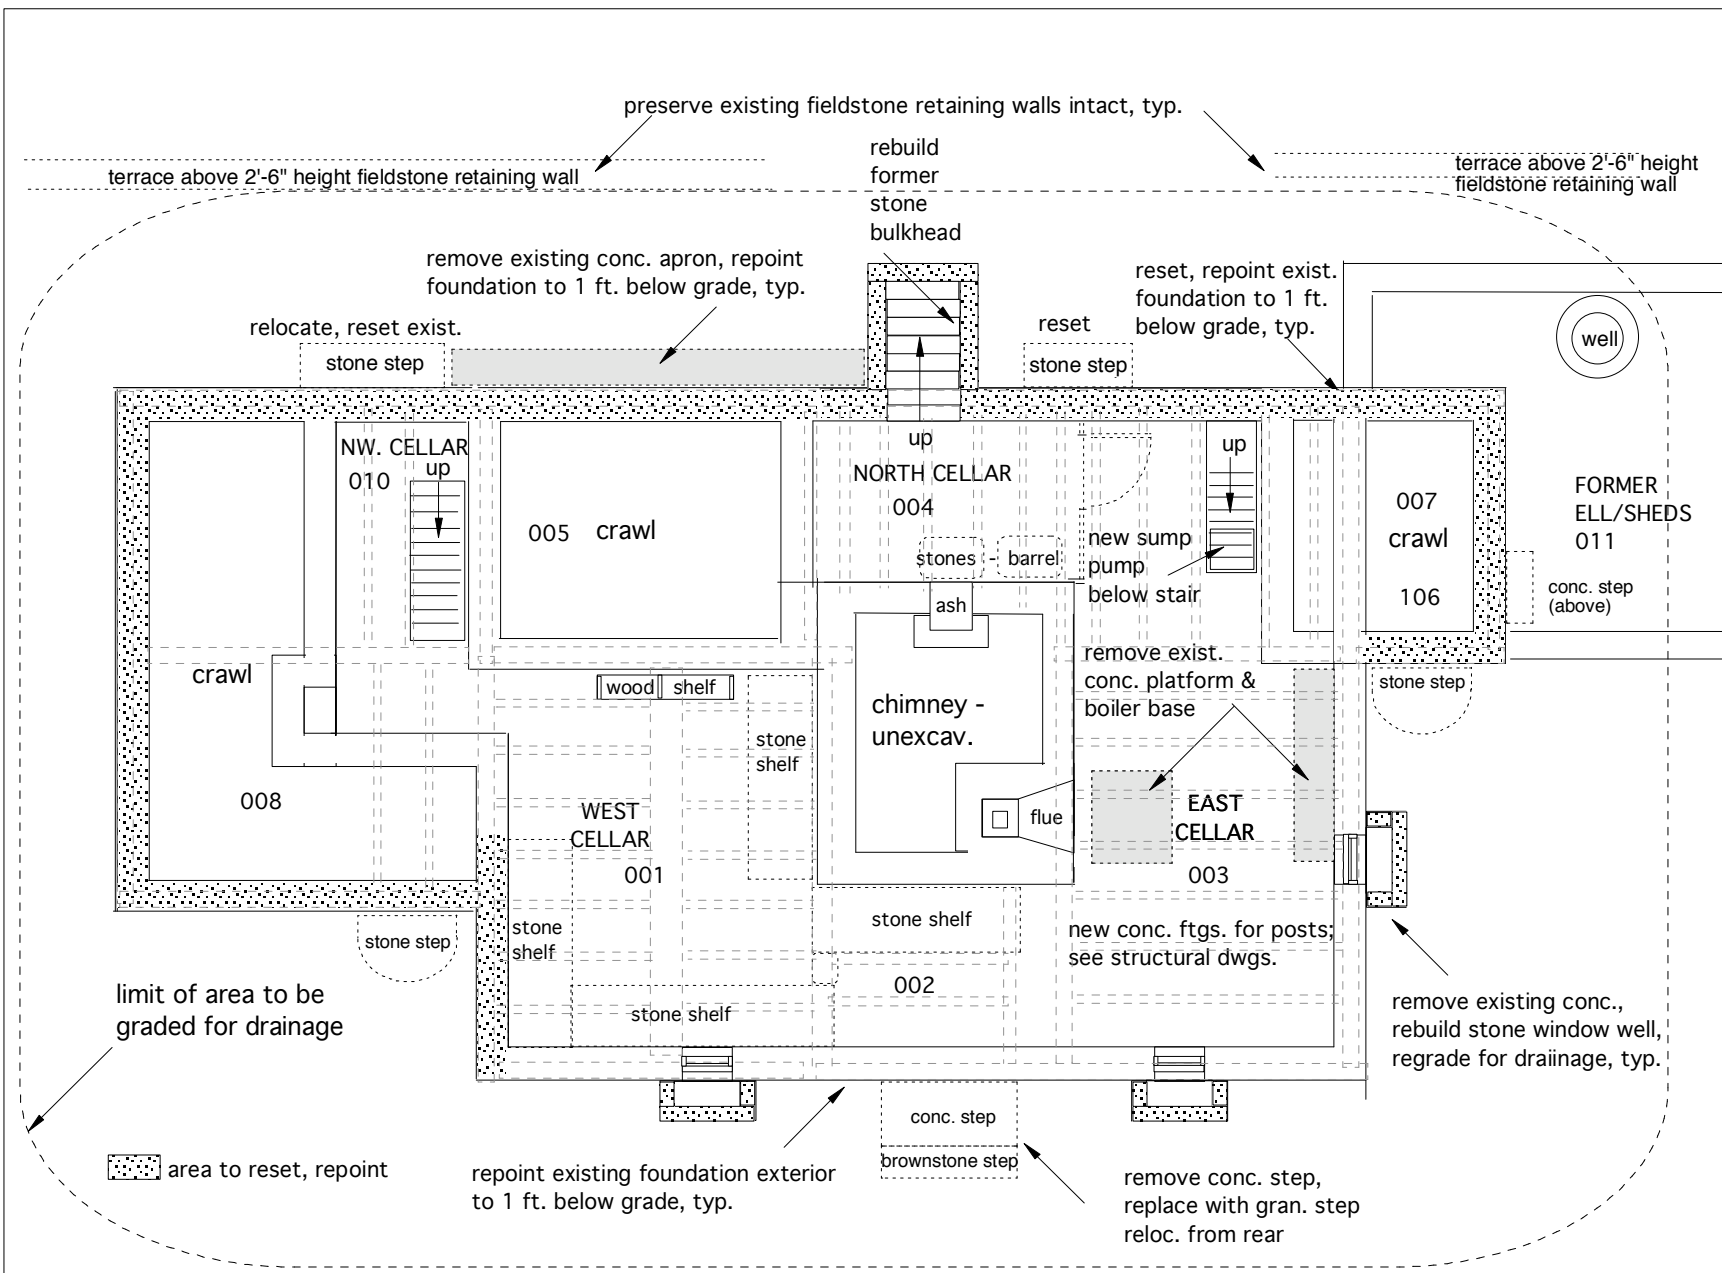 preserve existing fieldstone retaining walls intact, typ.
terrace above 2'-6" height fieldstone retaining wall
terrace above 2'-6" height
fieldstone retaining wall
rebuild
former
stone
bulkhead
remove existing conc. apron, repoint
foundation to 1 ft. below grade, typ.
reset, repoint exist.
foundation to 1 ft.
below grade, typ.
relocate, reset exist.
stone step
reset
stone step
well
NW. CELLAR
up
010
005 crawl
up
NORTH CELLAR
004
up
stones - barrel
new sump
pump
below stair
007
crawl
106
FORMER
ELL/SHEDS
011
conc. step
(above)
ash
crawl
wood shelf
remove exist.
conc. platform &
boiler base
stone step
chimney -
unexcav.
stone
shelf
008
WEST
CELLAR
001
flue
EAST
CELLAR
003
stone
shelf
stone shelf
new conc. ftgs. for posts;
see structural dwgs.
stone step
002
stone shelf
limit of area to be
graded for drainage
remove existing conc.,
rebuild stone window well,
regrade for draiinage, typ.
conc. step
brownstone step
area to reset, repoint
repoint existing foundation exterior
to 1 ft. below grade, typ.
remove conc. step,
replace with gran. step
reloc. from rear